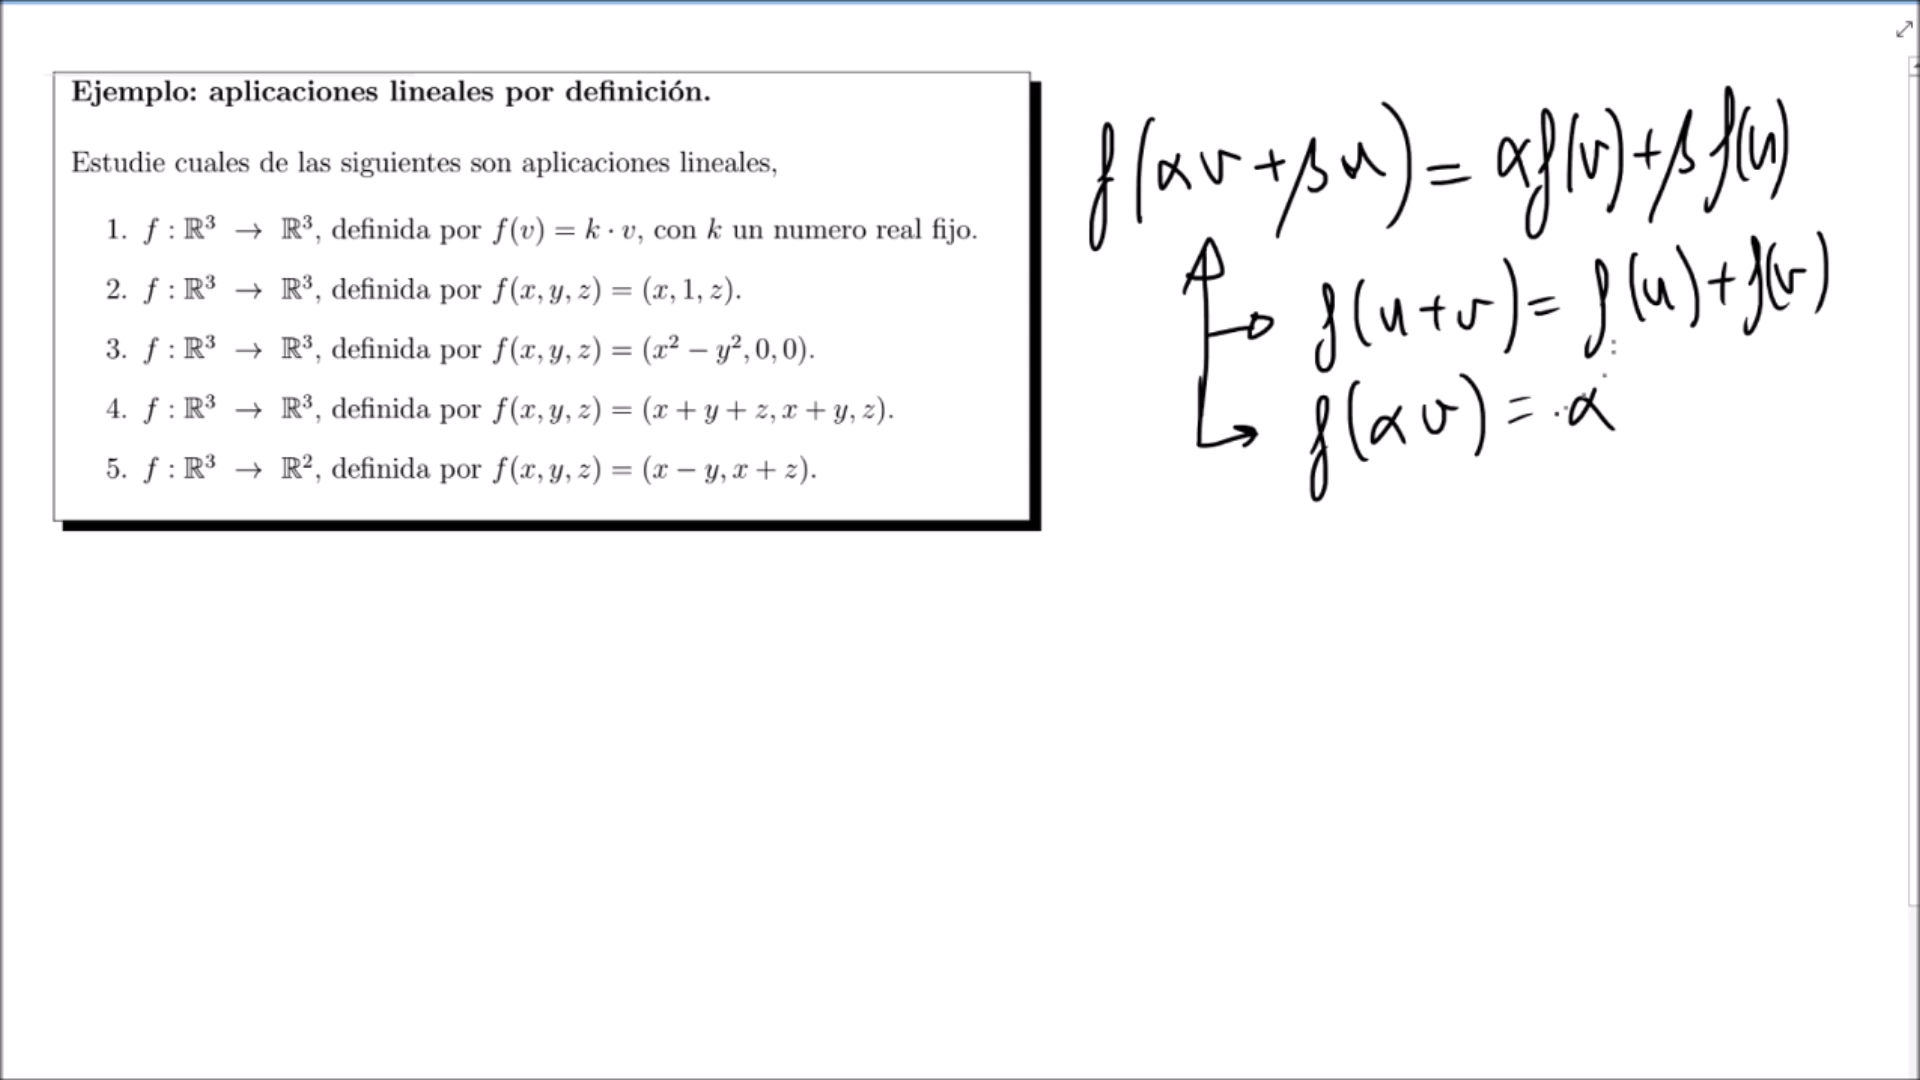 Ejemplo: aplicaciones lineales por definición.
Estudie cuales de las siguientes son aplicaciones lineales,
1. f : ℝ³ → ℝ³, definida por f(v) = k · v, con k un numero real fijo.
2. f : ℝ³ → ℝ³, definida por f(x, y, z) = (x, 1, z).
3. f : ℝ³ → ℝ³, definida por f(x, y, z) = (x² − y², 0, 0).
4. f : ℝ³ → ℝ³, definida por f(x, y, z) = (x + y + z, x + y, z).
5. f : ℝ³ → ℝ², definida por f(x, y, z) = (x − y, x + z).
f(αv + βu) = αf(v) + βf(u)
f(u + v) = f(u) + f(v)
f(αv) = α